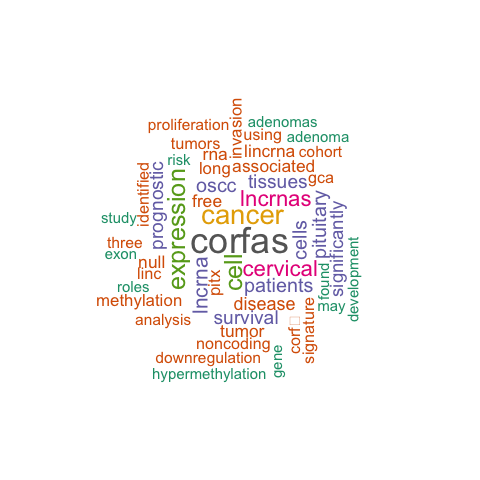 invasion
adenomas
proliferation
using
adenoma
tumors
rna
lincrna
cohort
risk
long
associated
identified
prognostic
oscc
tissues
gca
expression
free
lncrnas
cancer
pituitary
significantly
study
corfas
cells
three
exon
null
cell
cervical
linc
lncrna
pitx
patients
found
development
roles
methylation
disease
may
analysis
survival
corf□
signature
tumor
noncoding
downregulation
gene
hypermethylation